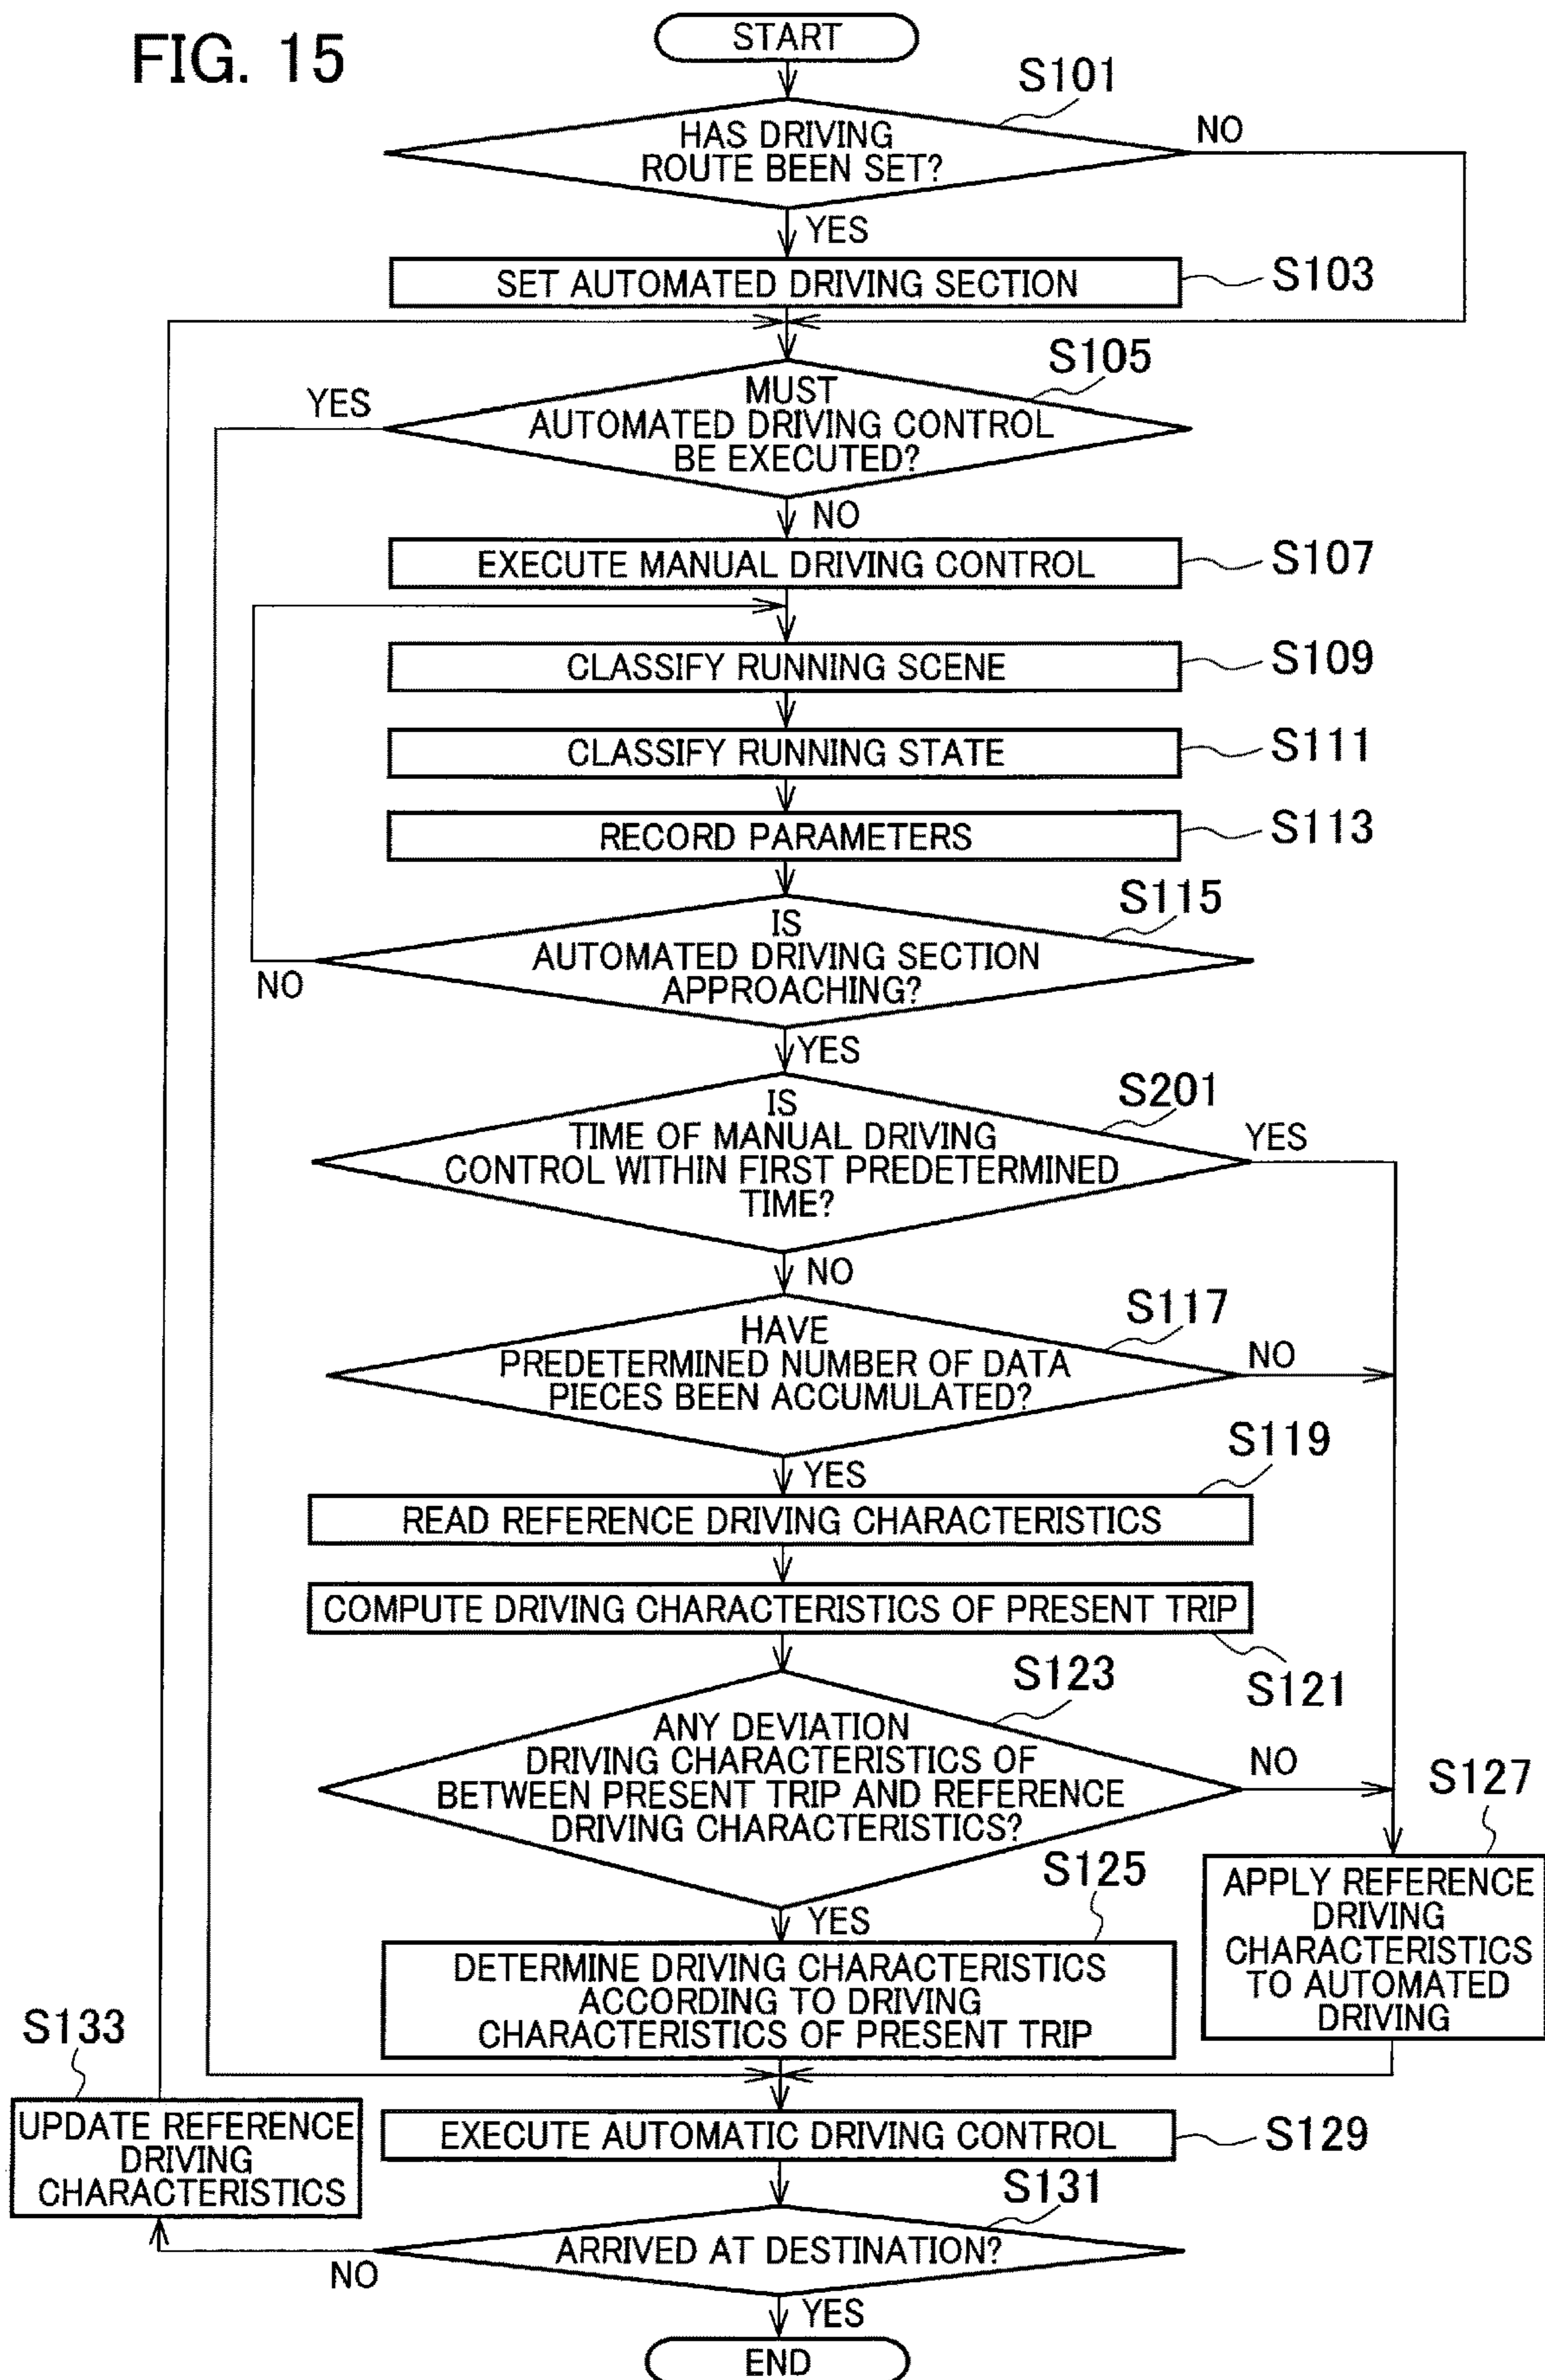 FIG. 15
START
S101
HAS DRIVING
ROUTE BEEN SET?
NO
YES
SET AUTOMATED DRIVING SECTION
S103
S105
YES
MUST
AUTOMATED DRIVING CONTROL
BE EXECUTED?
NO
EXECUTE MANUAL DRIVING CONTROL
S107
CLASSIFY RUNNING SCENE
S109
CLASSIFY RUNNING STATE
S111
RECORD PARAMETERS
S113
S115
IS
AUTOMATED DRIVING SECTION
APPROACHING?
NO
YES
S201
IS
TIME OF MANUAL DRIVING
CONTROL WITHIN FIRST PREDETERMINED
TIME?
YES
NO
S117
HAVE
PREDETERMINED NUMBER OF DATA
PIECES BEEN ACCUMULATED?
NO
YES
S119
READ REFERENCE DRIVING CHARACTERISTICS
COMPUTE DRIVING CHARACTERISTICS OF PRESENT TRIP
S121
S123
ANY DEVIATION
DRIVING CHARACTERISTICS OF
BETWEEN PRESENT TRIP AND REFERENCE
DRIVING CHARACTERISTICS?
NO
YES
S127
APPLY REFERENCE
DRIVING
CHARACTERISTICS
TO AUTOMATED
DRIVING
S125
DETERMINE DRIVING CHARACTERISTICS
ACCORDING TO DRIVING
CHARACTERISTICS OF PRESENT TRIP
S133
UPDATE REFERENCE
DRIVING
CHARACTERISTICS
EXECUTE AUTOMATIC DRIVING CONTROL
S129
S131
ARRIVED AT DESTINATION?
NO
YES
END